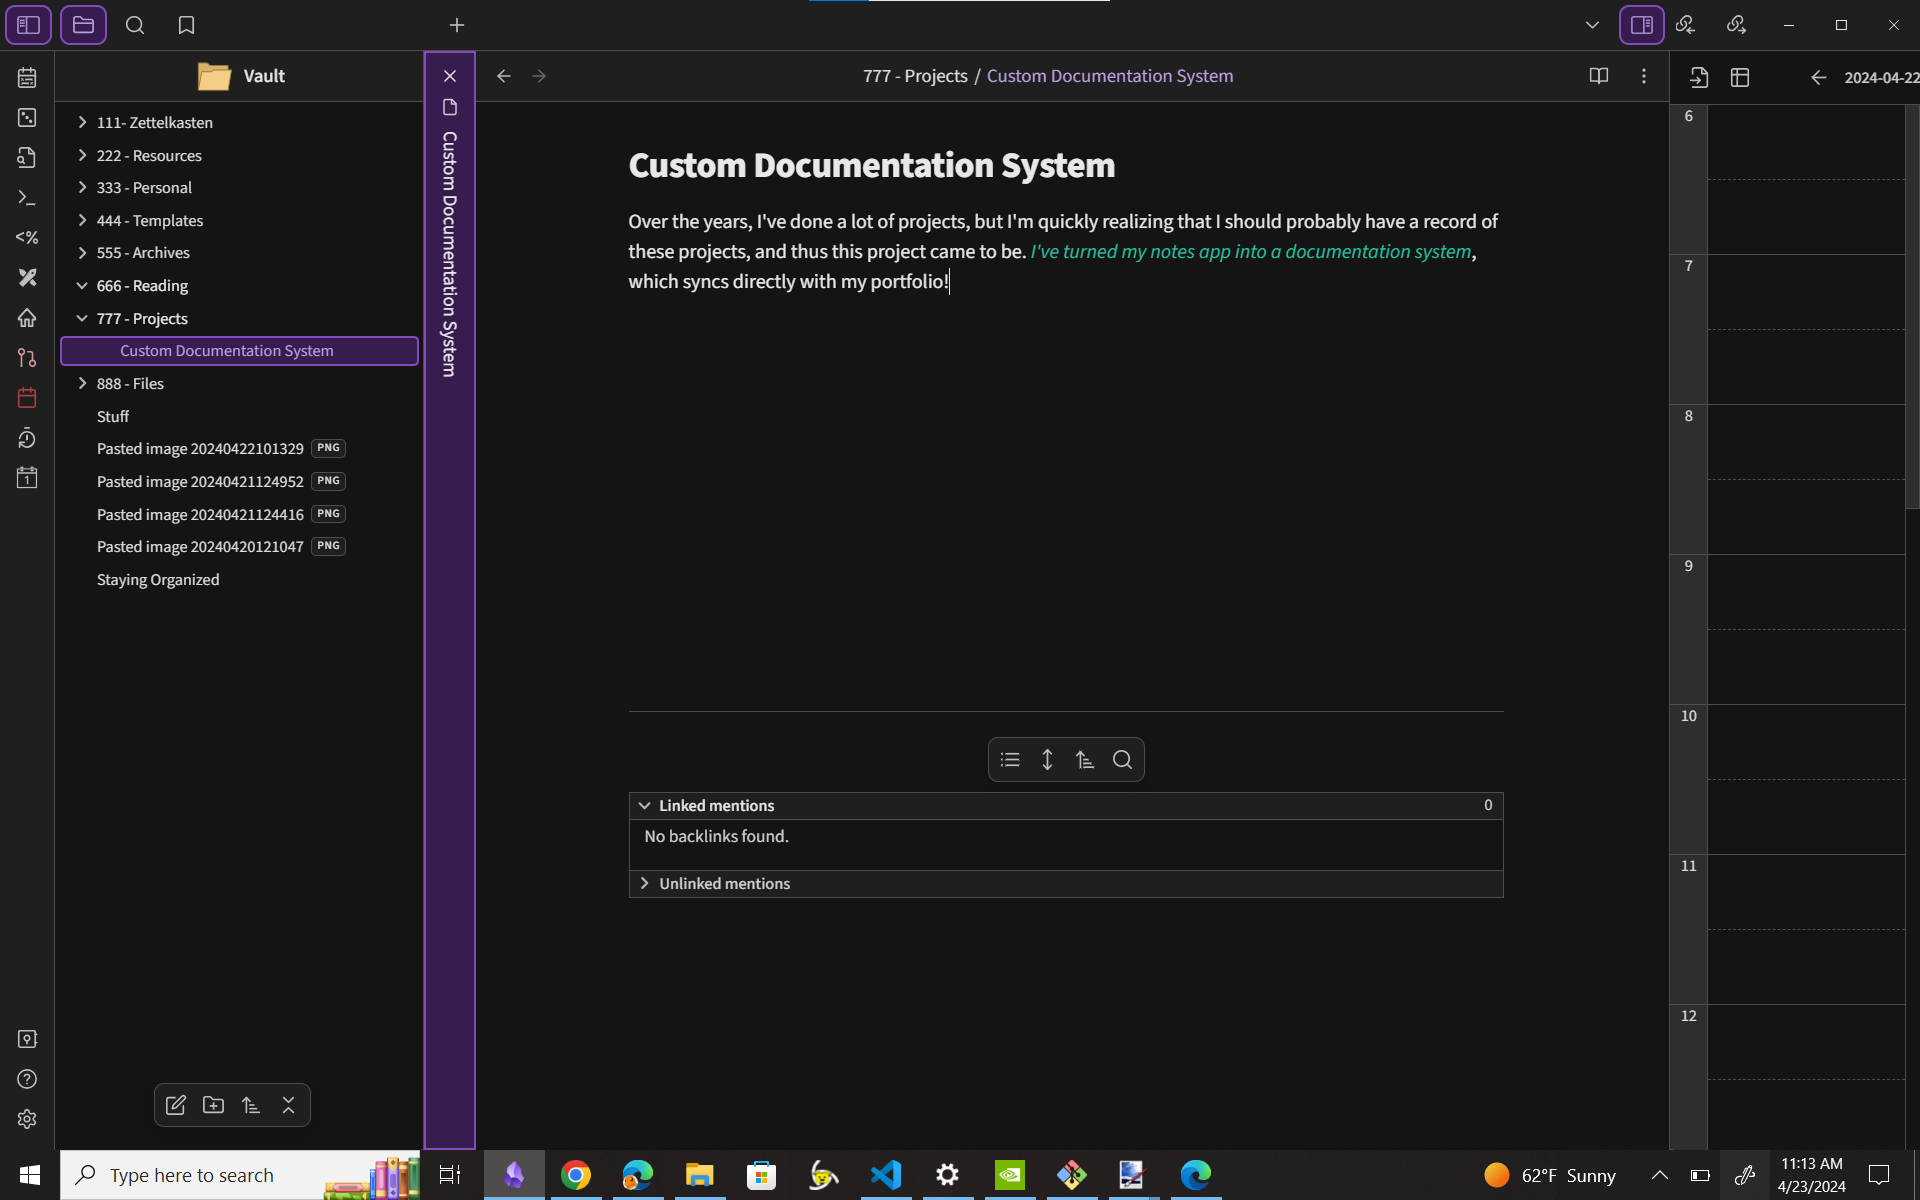 Vault
111- Zettelkasten
222 - Resources
333 - Personal
444 - Templates
555 - Archives
666 - Reading
777 - Projects
Custom Documentation System
888 - Files
Stuff
Pasted image 20240422101329 PNG
Pasted image 20240421124952 PNG
Pasted image 20240421124416 PNG
Pasted image 20240420121047 PNG
Staying Organized
<%
1
Custom Documentation System
777 - Projects / Custom Documentation System
Custom Documentation System
Over the years, I've done a lot of projects, but I'm quickly realizing that I should probably have a record of
these projects, and thus this project came to be. I've turned my notes app into a documentation system,
which syncs directly with my portfolio!
Linked mentions 0
No backlinks found.
Unlinked mentions
2024-04-22
6
7
8
9
10
11
12
Type here to search
62°F Sunny
11:13 AM
4/23/2024